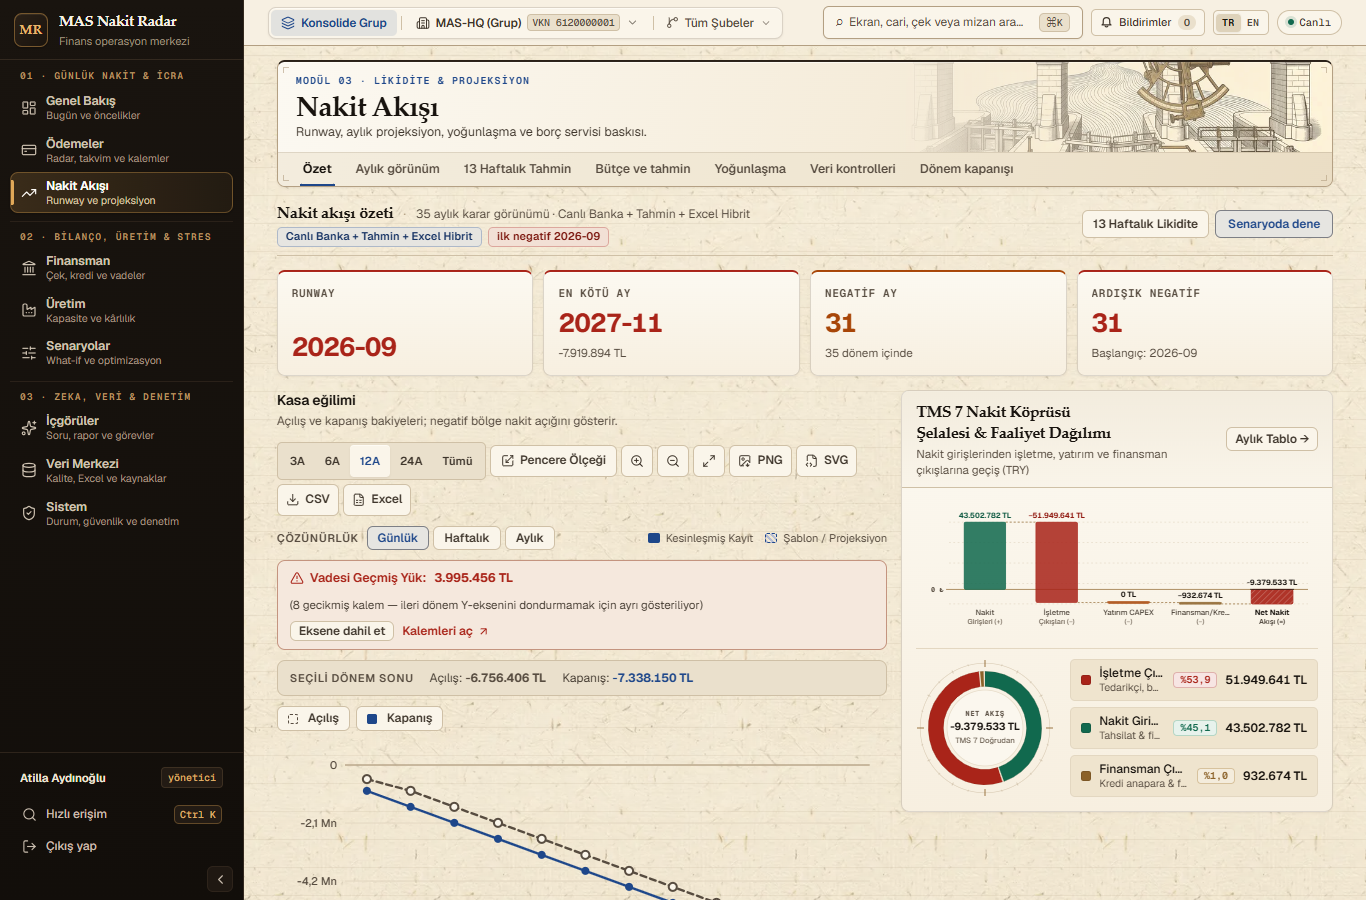 MR
MAS Nakit Radar
Finans operasyon merkezi
01 · GÜNLÜK NAKİT & İCRA
Genel Bakış
Bugün ve öncelikler
Ödemeler
Radar, takvim ve kalemler
Nakit Akışı
Runway ve projeksiyon
02 · BİLANÇO, ÜRETİM & STRES
Finansman
Çek, kredi ve vadeler
Üretim
Kapasite ve kârlılık
Senaryolar
What-if ve optimizasyon
03 · ZEKA, VERİ & DENETİM
İçgörüler
Soru, rapor ve görevler
Veri Merkezi
Kalite, Excel ve kaynaklar
Sistem
Durum, güvenlik ve denetim
Atilla Aydınoğlu
yönetici
Hızlı erişim
Ctrl K
Çıkış yap
Konsolide Grup
MAS-HQ (Grup) VKN 6120000001
Tüm Şubeler
Ekran, cari, çek veya mizan ara... ⌘K
Bildirimler 0
TR EN
Canlı
MODÜL 03 · LİKİDİTE & PROJEKSİYON
Nakit Akışı
Runway, aylık projeksiyon, yoğunlaşma ve borç servisi baskısı.
Özet Aylık görünüm 13 Haftalık Tahmin Bütçe ve tahmin Yoğunlaşma Veri kontrolleri Dönem kapanışı
Nakit akışı özeti · 35 aylık karar görünümü · Canlı Banka + Tahmin + Excel Hibrit
Canlı Banka + Tahmin + Excel Hibrit
ilk negatif 2026-09
13 Haftalık Likidite
Senaryoda dene
RUNWAY
2026-09
EN KÖTÜ AY
2027-11
-7.919.894 TL
NEGATİF AY
31
35 dönem içinde
ARDIŞIK NEGATİF
31
Başlangıç: 2026-09
Kasa eğilimi
Açılış ve kapanış bakiyeleri; negatif bölge nakit açığını gösterir.
3A 6A 12A 24A Tümü
Pencere Ölçeği
PNG
SVG
CSV
Excel
ÇÖZÜNÜRLÜK Günlük Haftalık Aylık
Kesinleşmiş Kayıt
Şablon / Projeksiyon
Vadesi Geçmiş Yük: 3.995.456 TL
(8 gecikmiş kalem — ileri dönem Y-eksenini dondurmamak için ayrı gösteriliyor)
Eksene dahil et
Kalemleri aç ↗
SEÇİLİ DÖNEM SONU Açılış: -6.756.406 TL Kapanış: -7.338.150 TL
Açılış
Kapanış
0
-2,1 Mn
-4,2 Mn
TMS 7 Nakit Köprüsü
Şelalesi & Faaliyet Dağılımı
Nakit girişlerinden işletme, yatırım ve finansman
çıkışlarına geçiş (TRY)
Aylık Tablo →
43.502.782 TL
-51.949.641 TL
0 TL
-932.674 TL
-9.379.533 TL
0 ₺
Nakit
Girişleri (+)
İşletme
Çıkışları (-)
Yatırım CAPEX
(-)
Finansman/Kre...
(-)
Net Nakit
Akışı (=)
NET AKIŞ
-9.379.533 TL
TMS 7 Doğrudan
İşletme Çı... %53,9 51.949.641 TL
Tedarikçi, b...
Nakit Giri... %45,1 43.502.782 TL
Tahsilat & fi...
Finansman Çı... %1,0 932.674 TL
Kredi anapara & f...